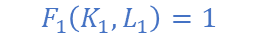 F₁(K₁, L₁) = 1